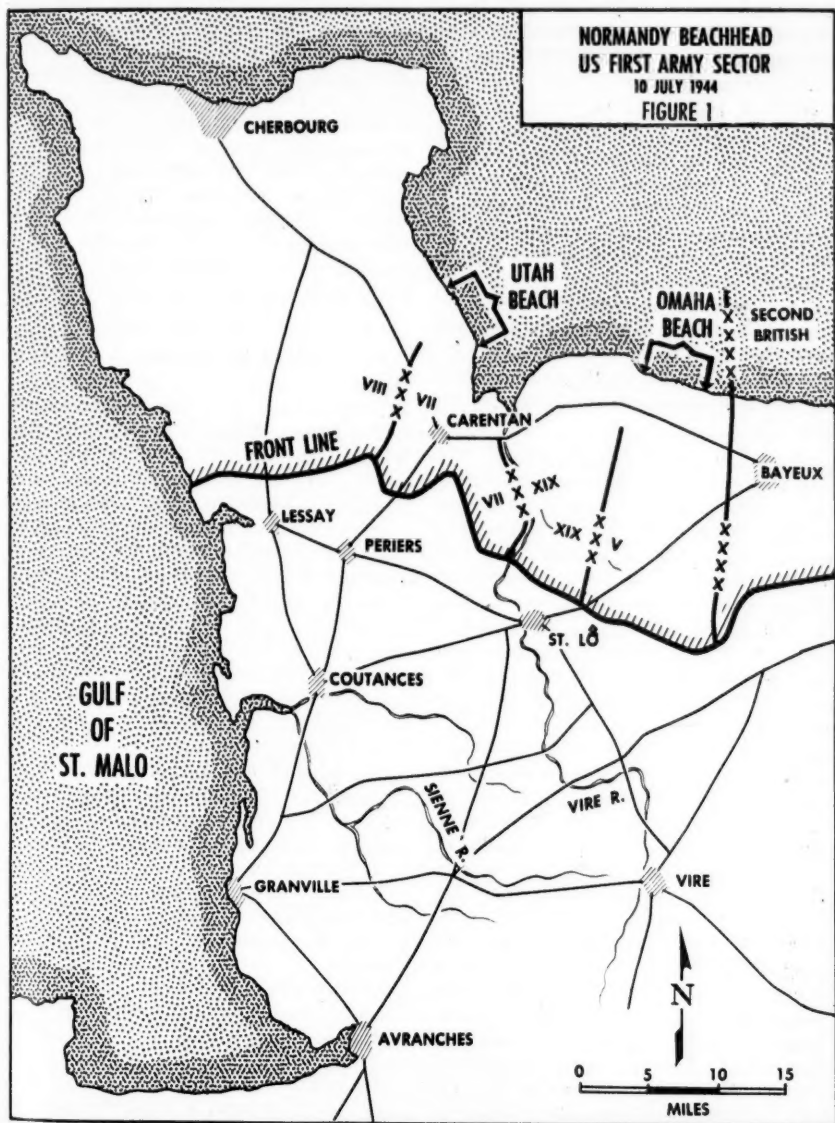 NORMANDY BEACHHEAD
US FIRST ARMY SECTOR
10 JULY 1944
FIGURE 1
CHERBOURG
UTAH
BEACH
OMAHA
BEACH
SECOND
BRITISH
X
X
X
X
X
VIII X VII
X
CARENTAN
FRONT LINE
BAYEUX
X
VII X XIX
X
LESSAY
X
XIX X V
X
X
X
X
X
PERIERS
ST. LÔ
COUTANCES
GULF
OF
ST. MALO
SIENNE R.
VIRE R.
GRANVILLE
VIRE
N
AVRANCHES
0 5 10 15
MILES